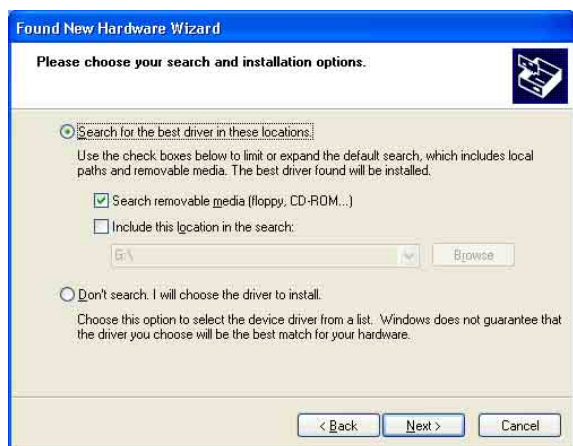 Found New Hardware Wizard
Please choose your search and installation options.
Search for the best driver in these locations.
Use the check boxes below to limit or expand the default search, which includes local
paths and removable media. The best driver found will be installed.
Search removable media (floppy, CD-ROM...)
Include this location in the search:
G:\
Browse
Don't search. I will choose the driver to install.
Choose this option to select the device driver from a list. Windows does not guarantee that
the driver you choose will be the best match for your hardware.
< Back
Next >
Cancel